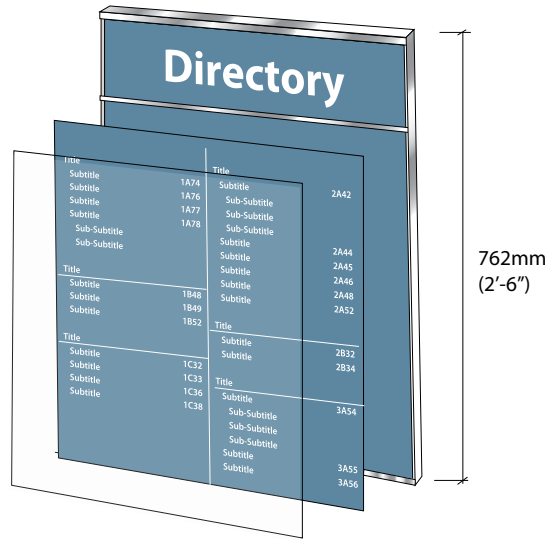 Directory
Title
Subtitle 1A74
Subtitle 1A76
Subtitle 1A77
Subtitle 1A78
Sub-Subtitle
Sub-Subtitle
Title
Subtitle 1B48
Subtitle 1B49
Subtitle 1B52
Title
Subtitle 1C32
Subtitle 1C33
Subtitle 1C36
Subtitle 1C38
Title
Subtitle 2A42
Sub-Subtitle
Sub-Subtitle
Sub-Subtitle
Subtitle 2A44
Subtitle 2A45
Subtitle 2A46
Subtitle 2A48
Subtitle 2A52
Title
Subtitle 2B32
Subtitle 2B34
Title
Subtitle 3A54
Sub-Subtitle
Sub-Subtitle
Sub-Subtitle
Subtitle 3A55
Subtitle 3A56
762mm
(2’-6”)